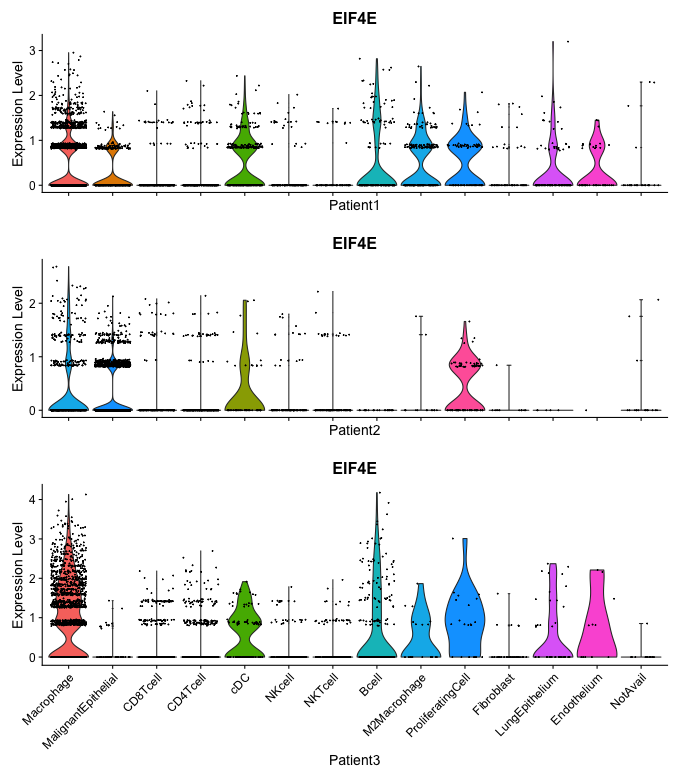 EIF4E
Expression Level
3
2
1
0
Patient1
EIF4E
Expression Level
2
1
0
Patient2
EIF4E
Expression Level
4
3
2
1
0
Macrophage
MalignantEpithelial
CD8Tcell
CD4Tcell
cDC
NKcell
NKTcell
Bcell
M2Macrophage
ProliferatingCell
Fibroblast
LungEpithelium
Endothelium
NotAvail
Patient3